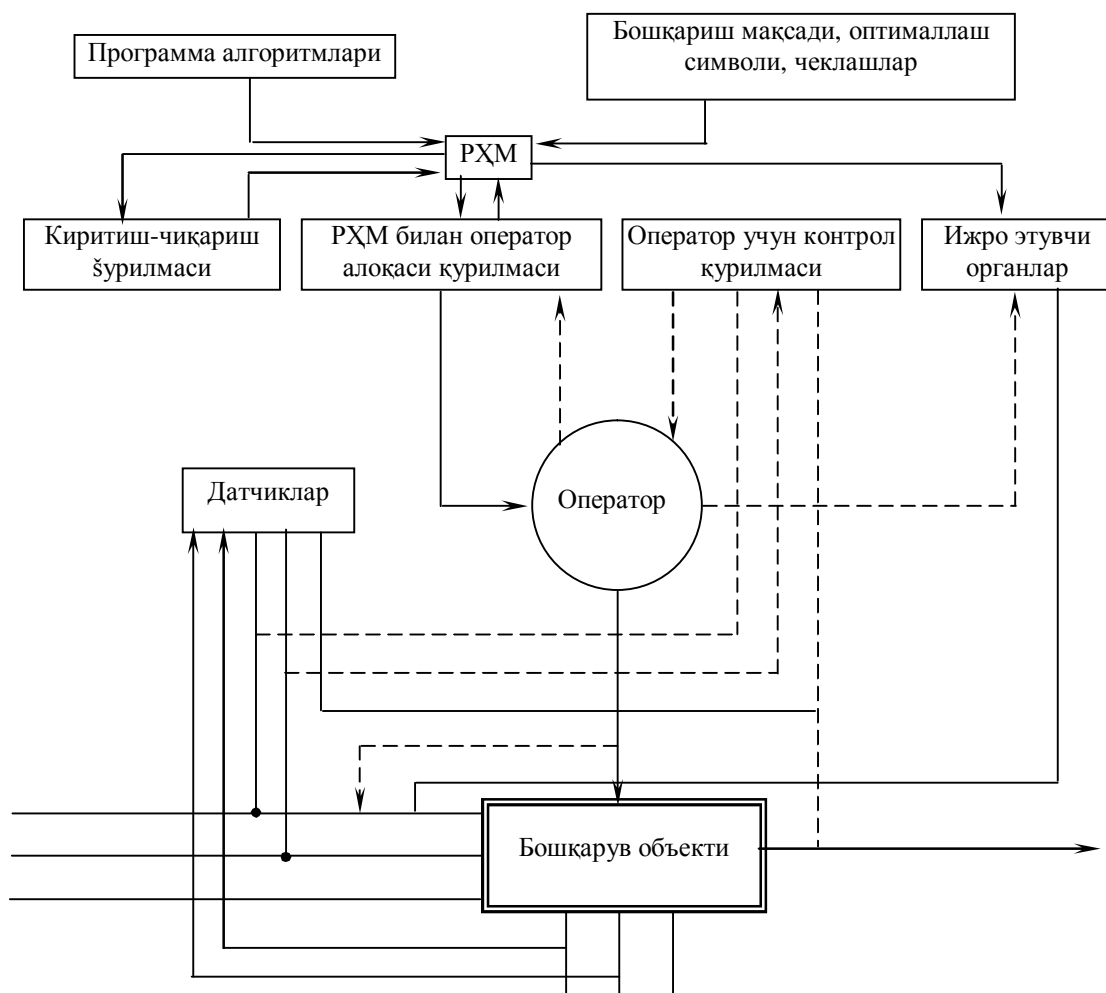 Программа алгоритмлари
Бошқариш мақсади, оптималлаш
символи, чеклашлар
РҲМ
Киритиш-чиқариш
šурилмаси
РҲМ билан оператор
алоқаси қурилмаси
Оператор учун контрол
қурилмаси
Ижро этувчи
органлар
Датчиклар
Оператор
Бошқарув объекти